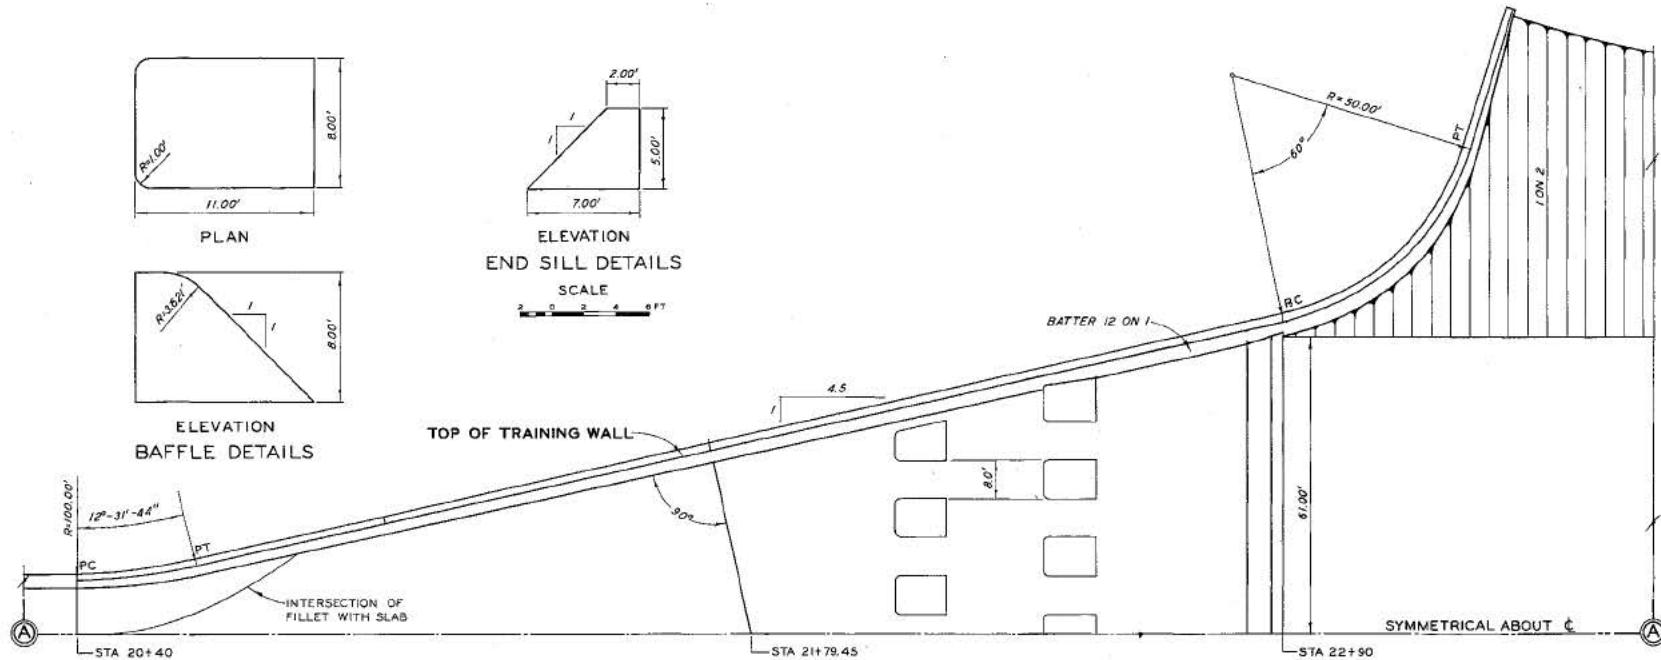 8.00'
R=1.00'
11.00'
PLAN
R=3.621'
1
1
8.00'
ELEVATION
BAFFLE DETAILS
2.00'
1
1
5.00'
7.00'
ELEVATION
END SILL DETAILS
SCALE
2 0 2 4 6 FT
R=50.00'
60°
PT
1 ON 2
P.C
BATTER 12 ON 1
4.5
1
TOP OF TRAINING WALL
8.0'
61.00'
90°
R=100.00'
12°-31'-44"
PC
PT
INTERSECTION OF
FILLET WITH SLAB
A
SYMMETRICAL ABOUT ℄
A
STA 20+40
STA 21+79.45
STA 22+90